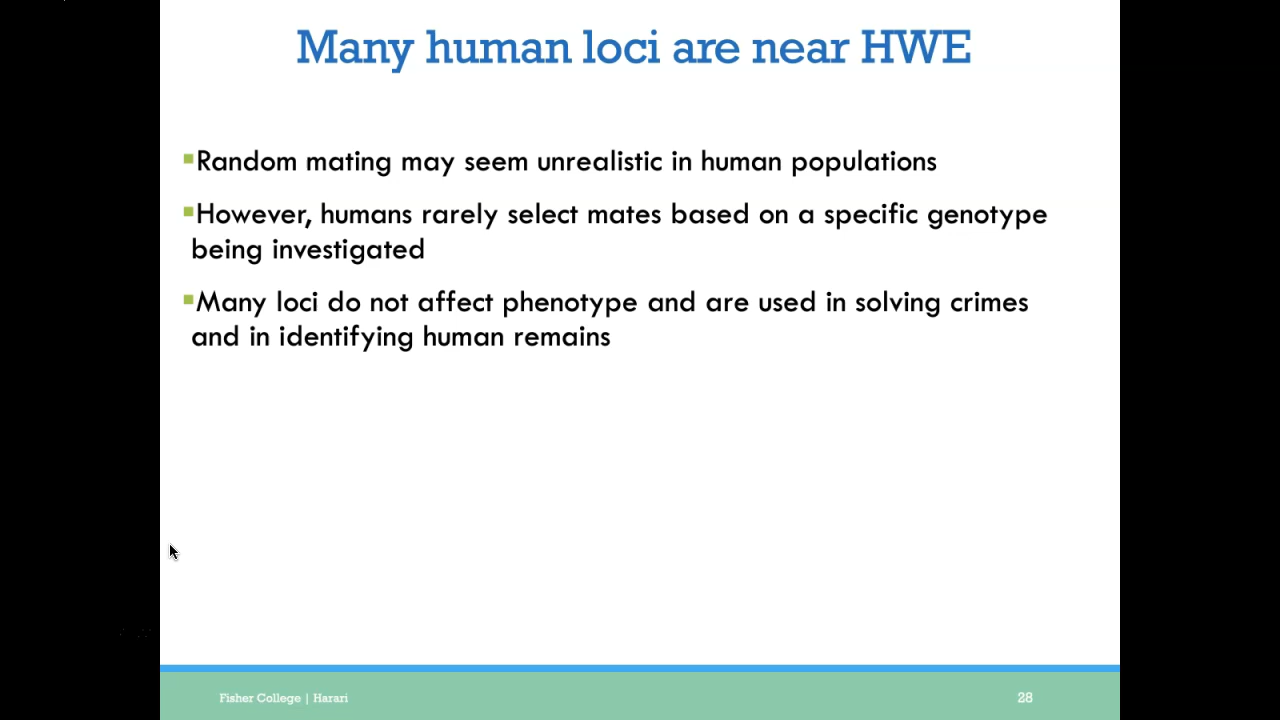 Many human loci are near HWE
▪Random mating may seem unrealistic in human populations
▪However, humans rarely select mates based on a specific genotype
being investigated
▪Many loci do not affect phenotype and are used in solving crimes
and in identifying human remains
Fisher College | Harari
28